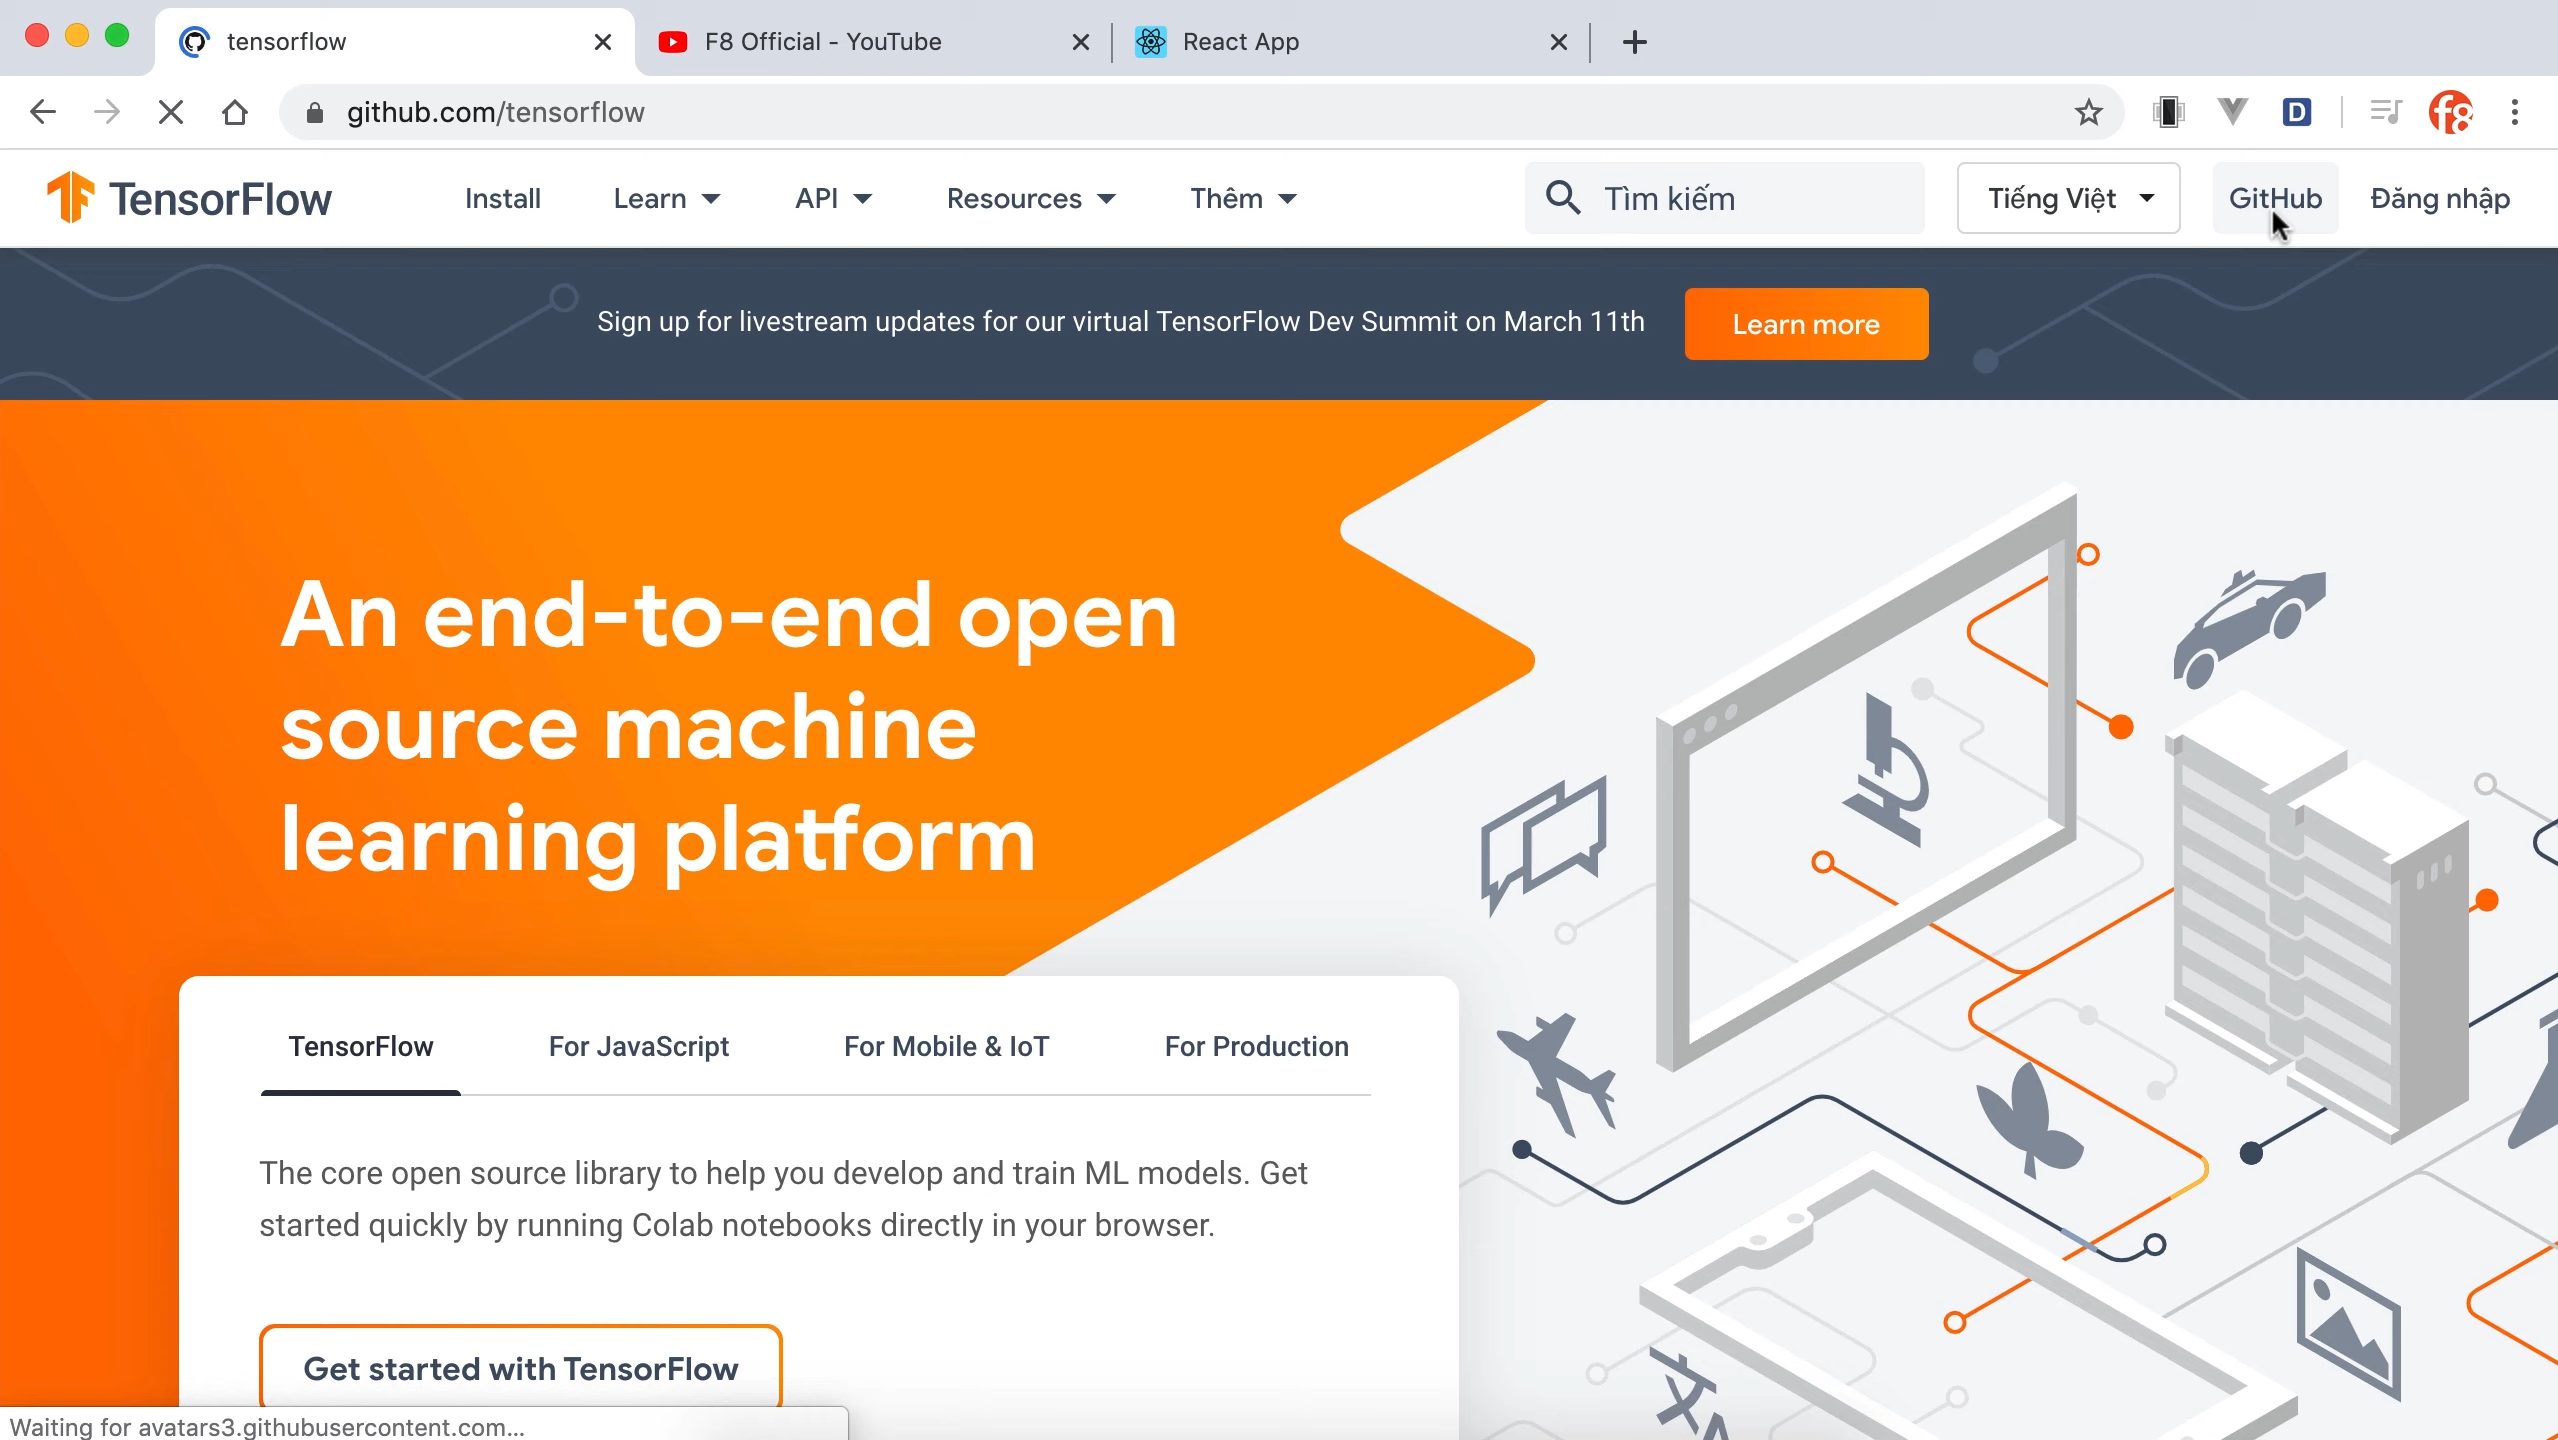 tensorflow
F8 Official - YouTube
React App
github.com/tensorflow
D
f8
TensorFlow
Install
Learn
API
Resources
Thêm
Tìm kiếm
Tiếng Việt
GitHub
Đăng nhập
Sign up for livestream updates for our virtual TensorFlow Dev Summit on March 11th
Learn more
An end-to-end open
source machine
learning platform
TensorFlow
For JavaScript
For Mobile & IoT
For Production
The core open source library to help you develop and train ML models. Get
started quickly by running Colab notebooks directly in your browser.
Get started with TensorFlow
Waiting for avatars3.githubusercontent.com...